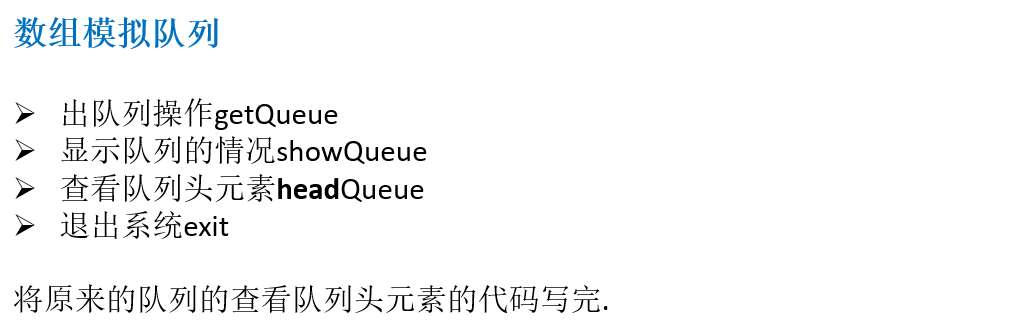 数组模拟队列
➢ 出队列操作getQueue
➢ 显示队列的情况showQueue
➢ 查看队列头元素headQueue
➢ 退出系统exit
将原来的队列的查看队列头元素的代码写完.